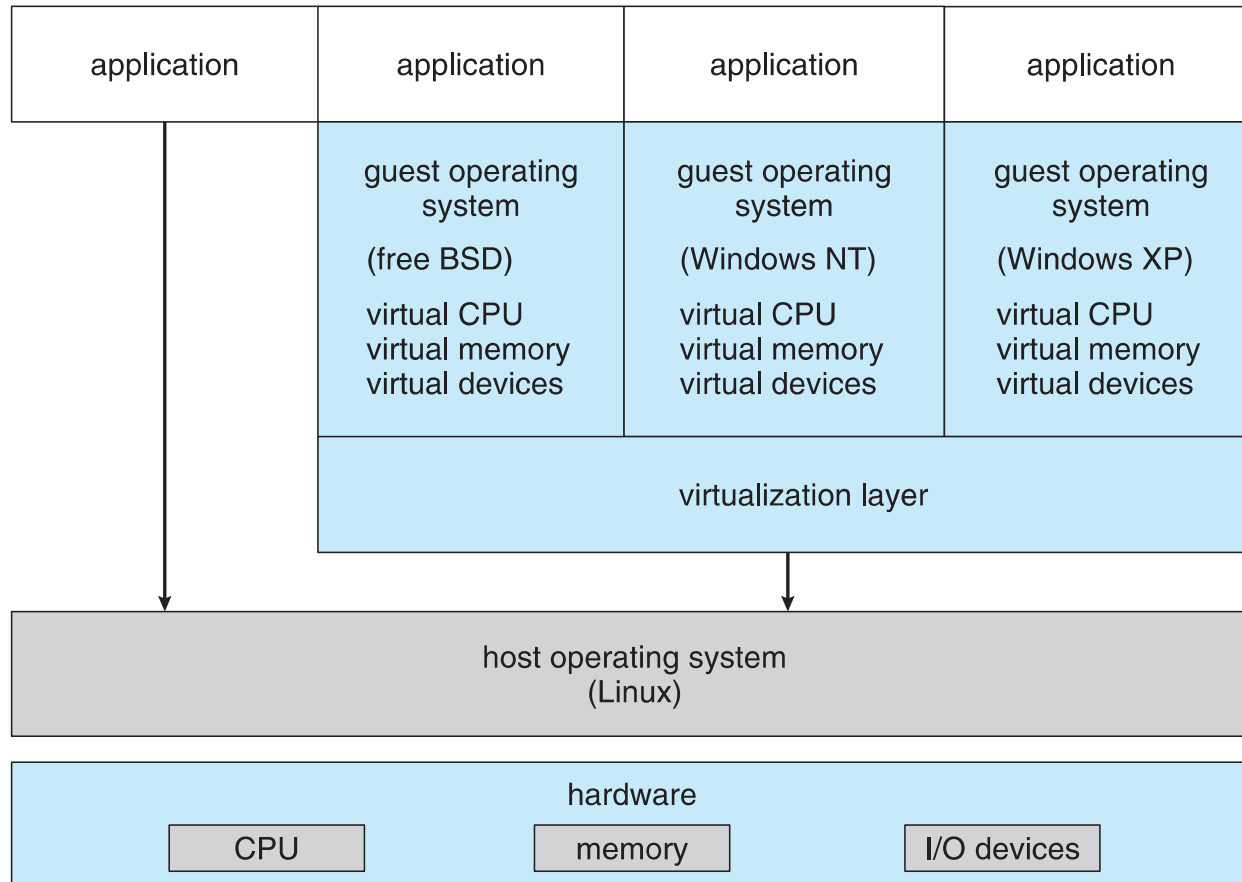 application
application
application
application
guest operating
system
(free BSD)
virtual CPU
virtual memory
virtual devices
guest operating
system
(Windows NT)
virtual CPU
virtual memory
virtual devices
guest operating
system
(Windows XP)
virtual CPU
virtual memory
virtual devices
virtualization layer
host operating system
(Linux)
hardware
CPU
memory
I/O devices